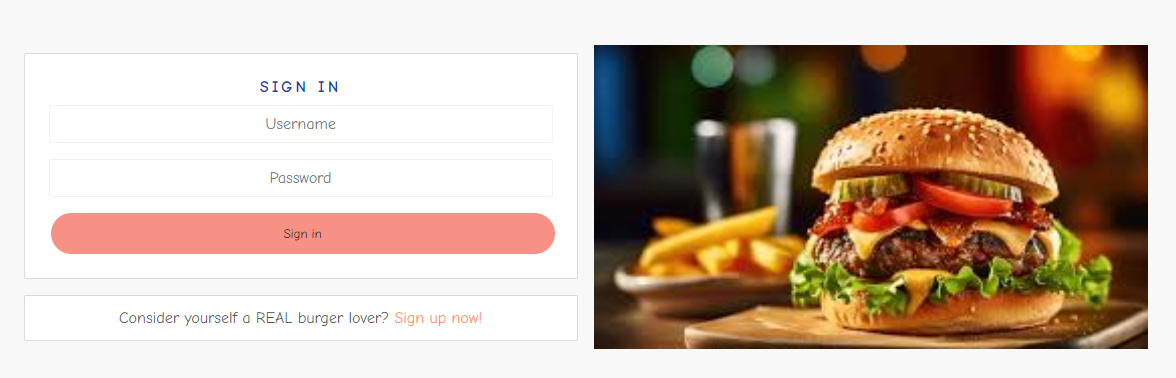 SIGN IN
Username
Password
Sign in
Consider yourself a REAL burger lover? Sign up now!